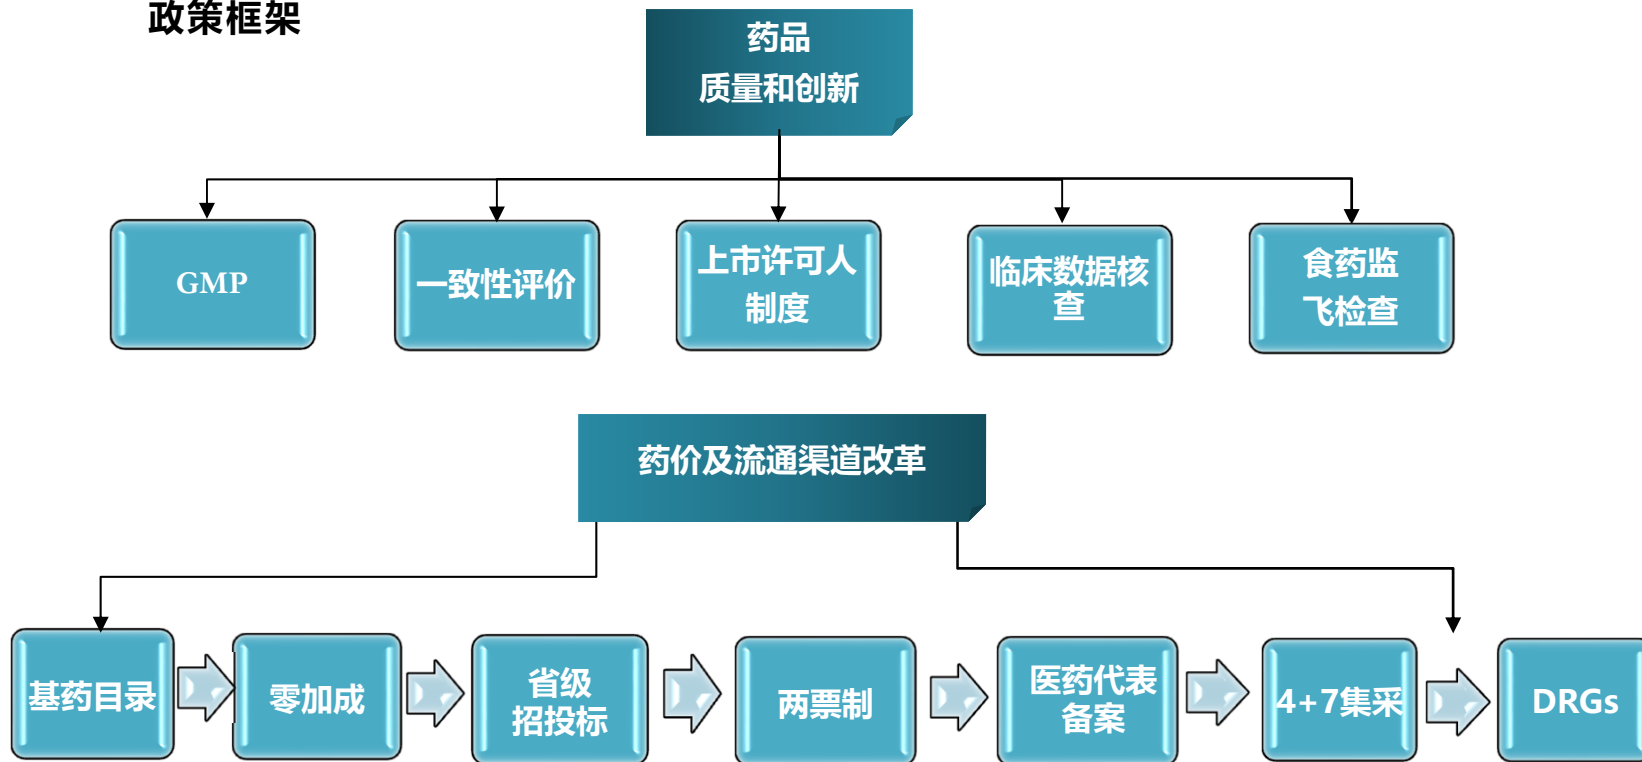 政策框架
药品
质量和创新
GMP
一致性评价
上市许可人
制度
临床数据核
查
食药监
飞检查
药价及流通渠道改革
基药目录
零加成
省级
招投标
两票制
医药代表
备案
4+7集采
DRGs